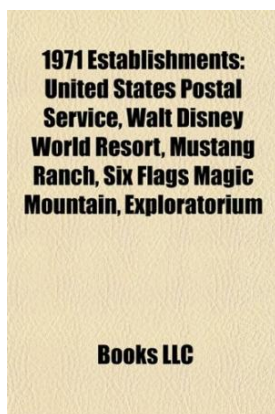 1971 Establishments:
United States Postal
Service, Walt Disney
World Resort, Mustang
Ranch, Six Flags Magic
Mountain, Exploratorium
Books LLC